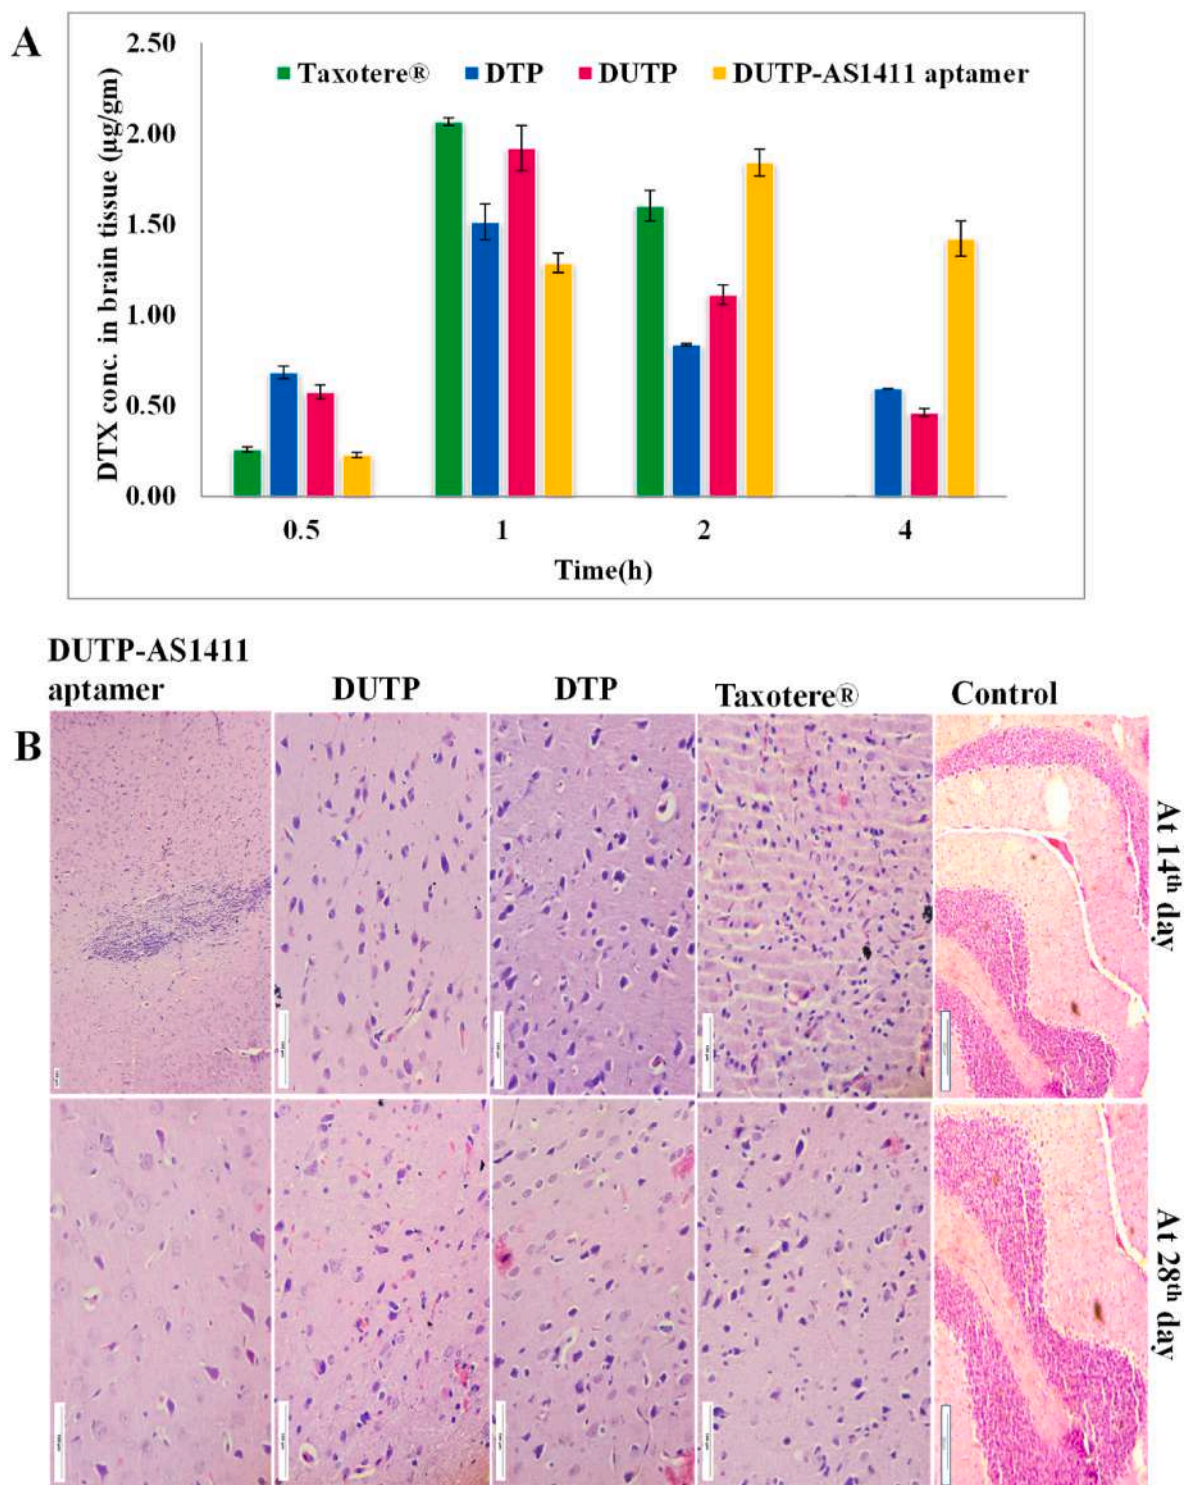 A
2.50
2.00
1.50
1.00
0.50
0.00
DTX conc. in brain tissue (µg/gm)
Taxotere® DTP DUTP DUTP-AS1411 aptamer
0.5 1 2 4
Time(h)
B
DUTP-AS1411
aptamer
DUTP
DTP
Taxotere®
Control
At 14th day
At 28th day